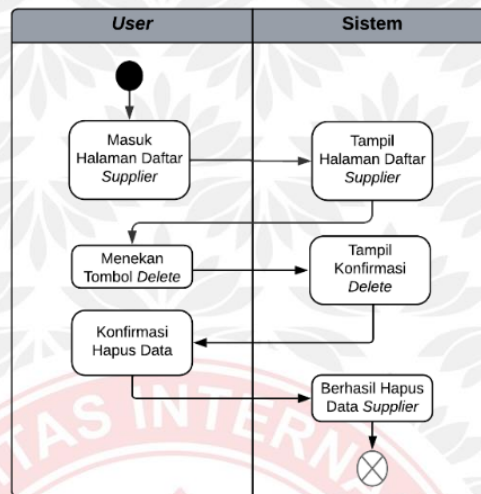 User
Sistem
Masuk
Halaman Daftar
Supplier
Tampil
Halaman Daftar
Supplier
Menekan
Tombol Delete
Tampil
Konfirmasi
Delete
Konfirmasi
Hapus Data
Berhasil Hapus
Data Supplier